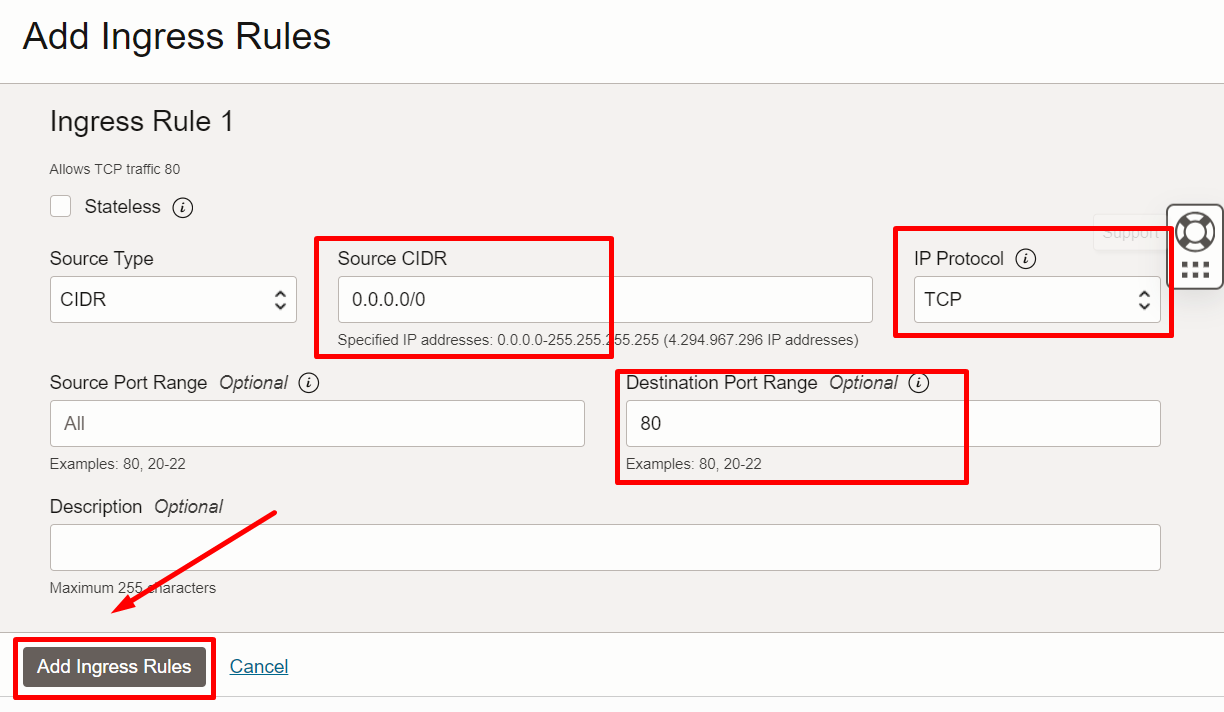 Add Ingress Rules
Ingress Rule 1
Allows TCP traffic 80
Stateless
Support
Source Type
Source CIDR
IP Protocol
CIDR
0.0.0.0/0
TCP
Specified IP addresses: 0.0.0.0-255.255.255.255 (4.294.967.296 IP addresses)
Source Port Range Optional
Destination Port Range Optional
All
80
Examples: 80, 20-22
Examples: 80, 20-22
Description Optional
Maximum 255 characters
Add Ingress Rules
Cancel